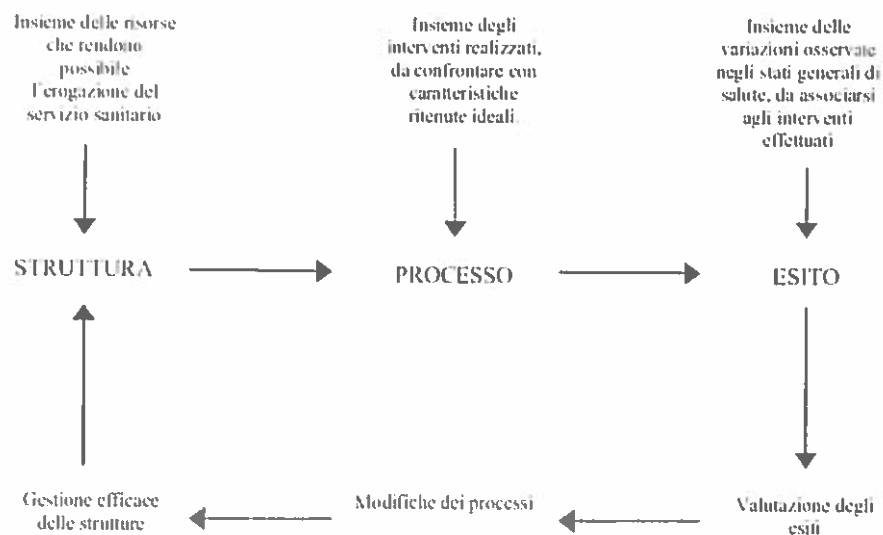 Insieme delle risorse
che rendono
possibile
l'erogazione del
servizio sanitario
Insieme degli
interventi realizzati,
da confrontare con
caratteristiche
ritenute ideali
Insieme delle
variazioni osservate
negli stati generali di
salute, da associarsi
agli interventi
effettuati
STRUTTURA
PROCESSO
ESITO
Gestione efficace
delle strutture
Modifiche dei processi
Valutazione degli
esiti